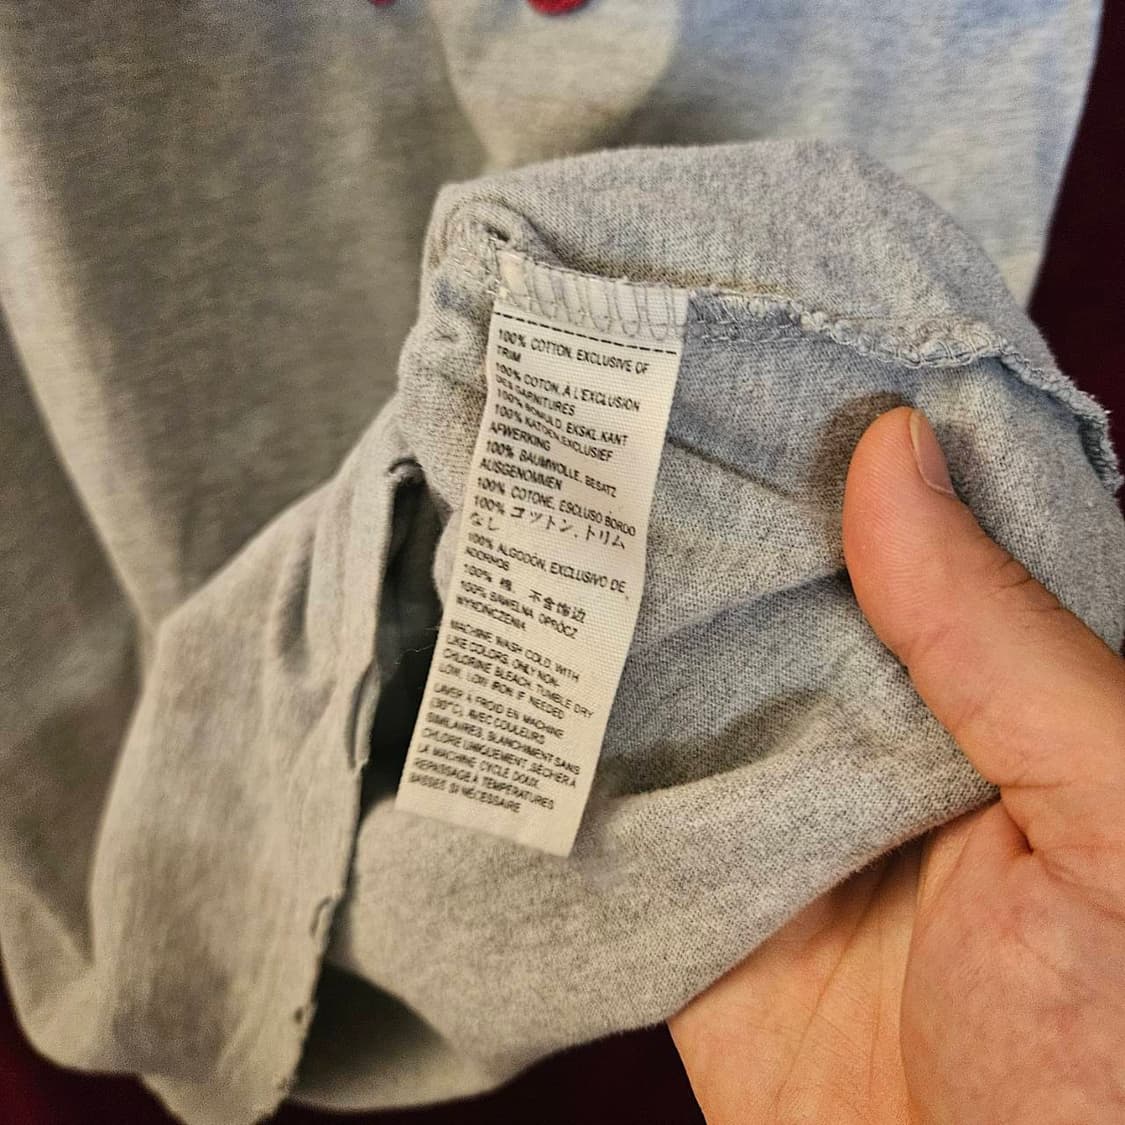 100% COTTON, EXCLUSIVE OF
TRIM
100% COTON, À L'EXCLUSION
DES GARNITURES
100% BOMULD, EKSKL.KANT
100% KATOEN,EXCLUSIEF
AFWERKING
100% BAUMWOLLE, BESATZ
AUSGENOMMEN
100% COTONE, ESCLUSO BORDO
100% コットン, トリム
なし
100% ALGODÓN, EXCLUSIVO DE
ADORNOS
100% 棉, 不含饰边
100% BAWELNA OPRÓCZ
WYKOŃCZENIA
MACHINE WASH COLD, WITH
LIKE COLORS, ONLY NON-
CHLORINE BLEACH, TUMBLE DRY
LOW, LOW IRON IF NEEDED
LAVER À FROID EN MACHINE
(30°C), AVEC COULEURS
SIMILAIRES, BLANCHIMENT SANS
CHLORE UNIQUEMENT, SÉCHER À
LA MACHINE CYCLE DOUX,
REPASSAGE À TEMPÉRATURES
BASSES SI NÉCESSAIRE